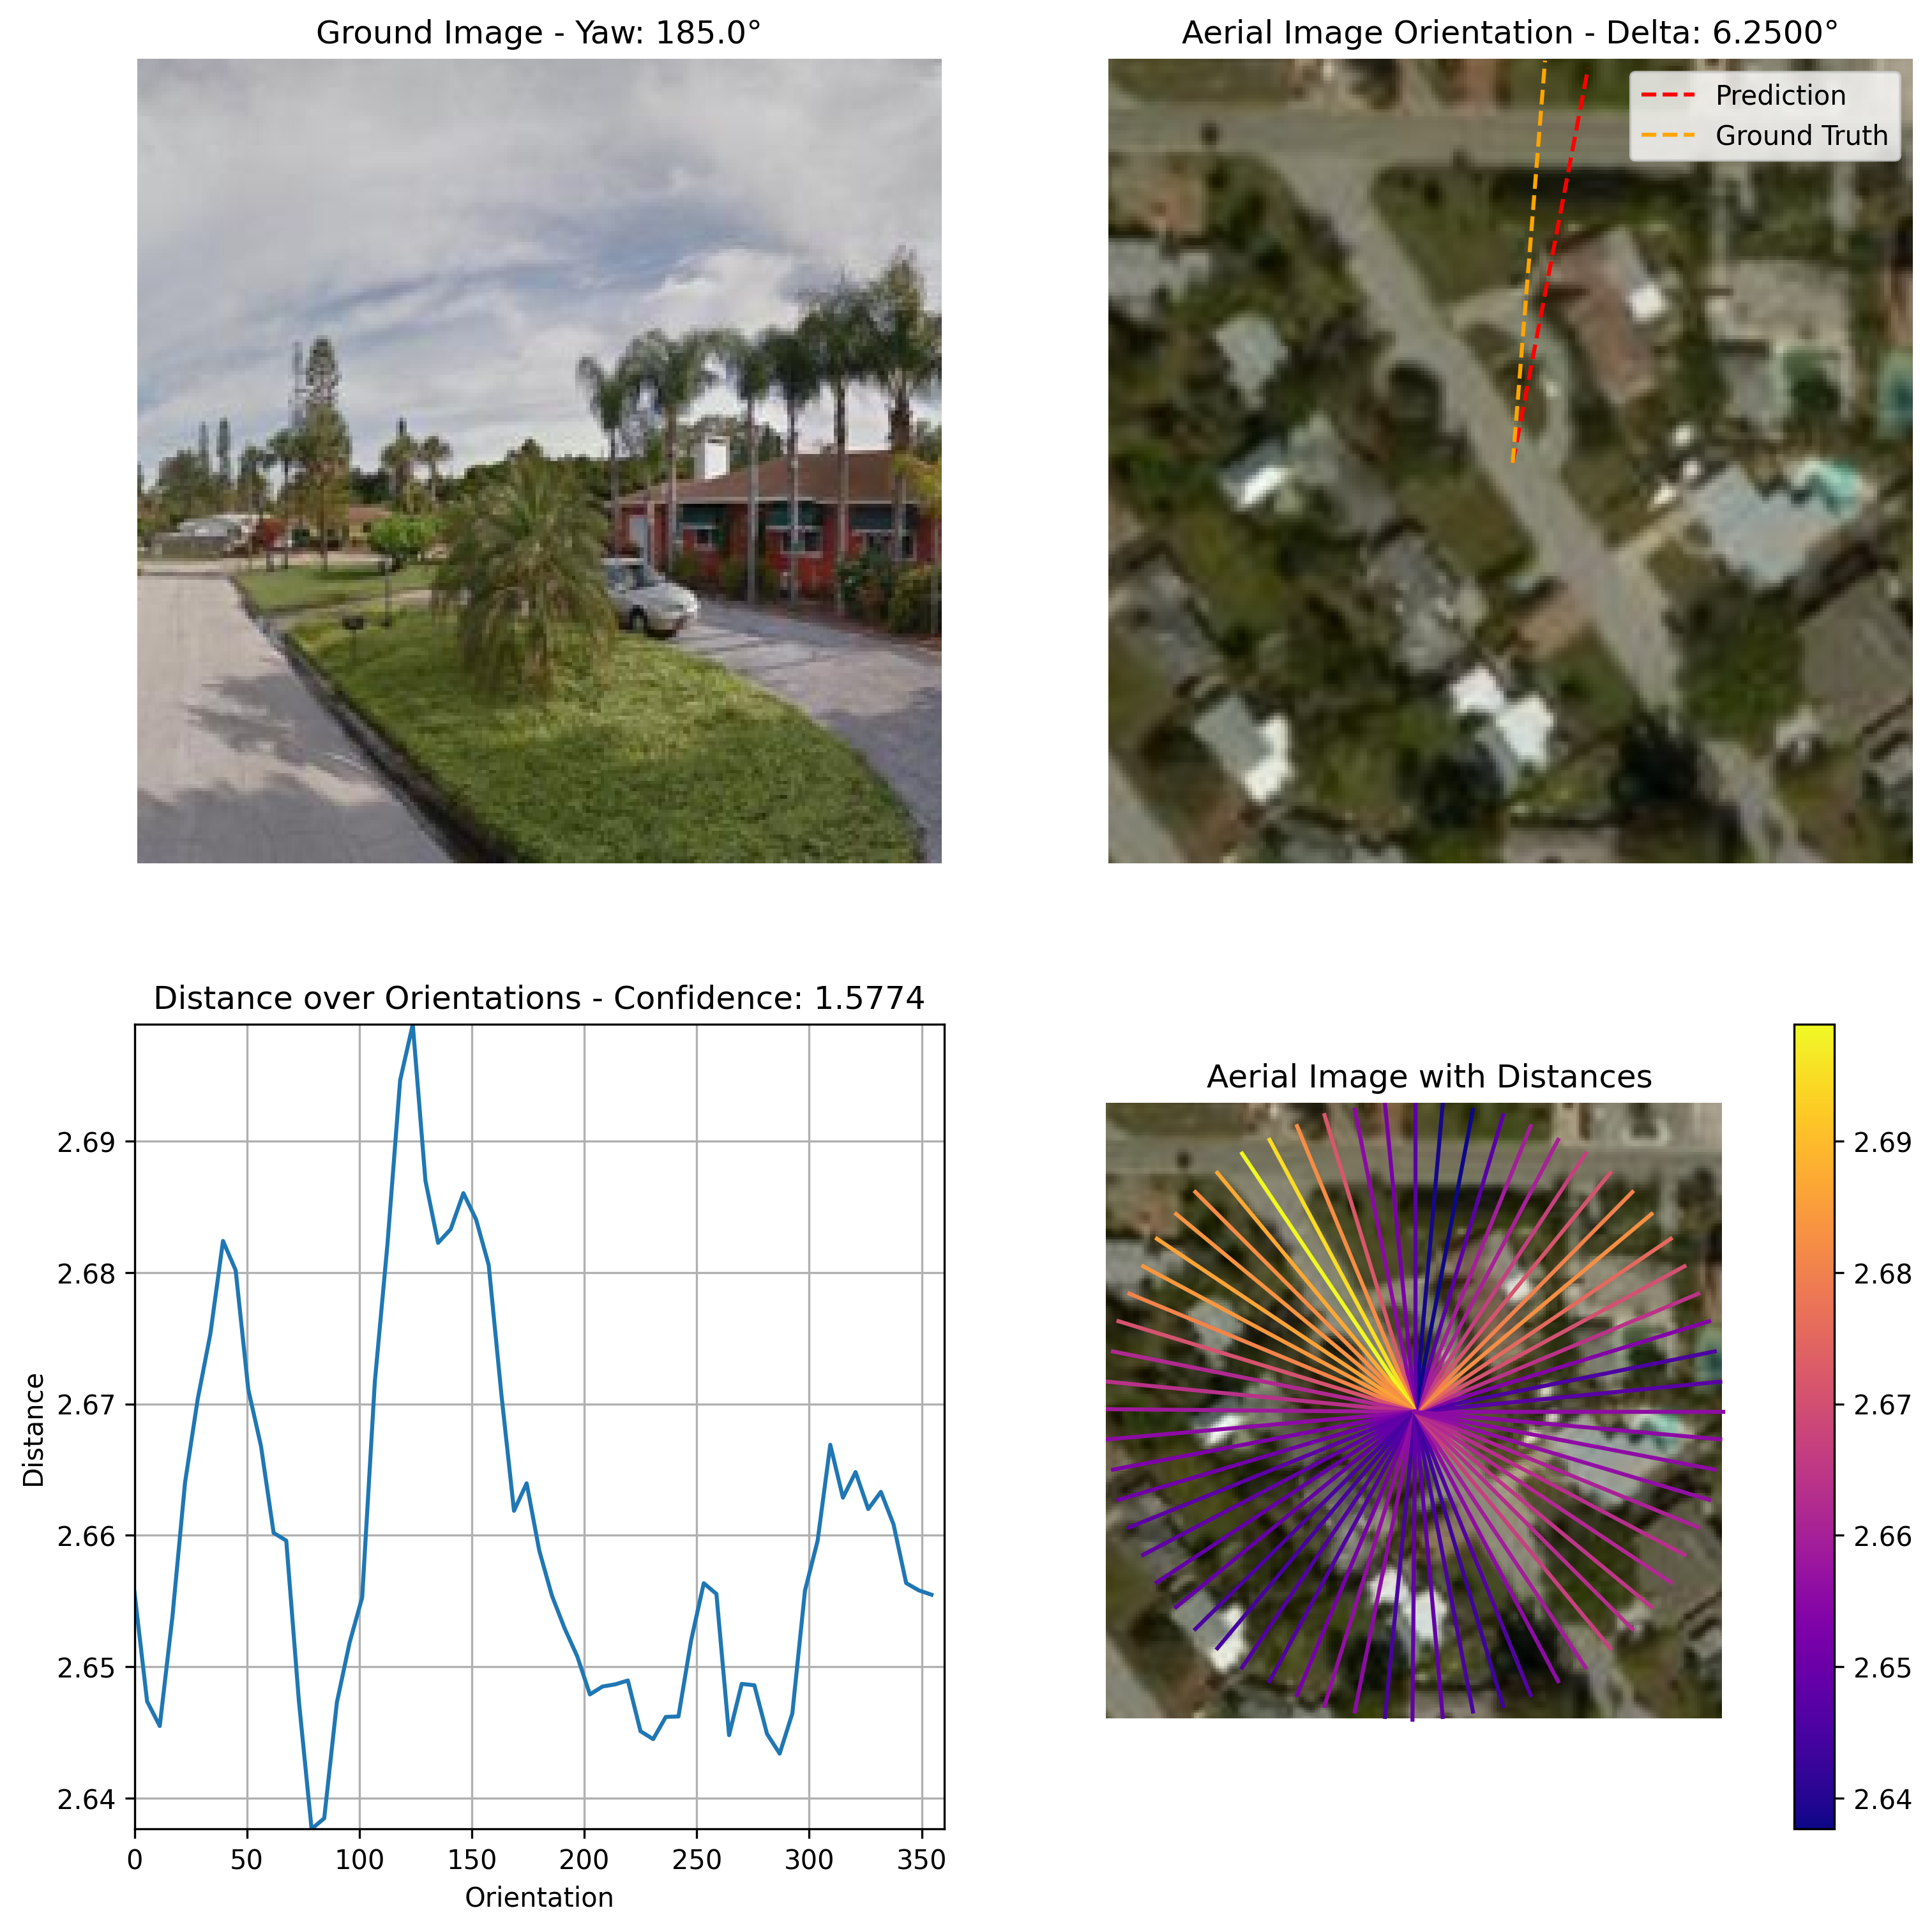 Ground Image - Yaw: 185.0°
Aerial Image Orientation - Delta: 6.2500°
Prediction
Ground Truth
Distance over Orientations - Confidence: 1.5774
2.69
2.68
2.67
2.66
2.65
2.64
Distance
0
50
100
150
200
250
300
350
Orientation
Aerial Image with Distances
2.69
2.68
2.67
2.66
2.65
2.64